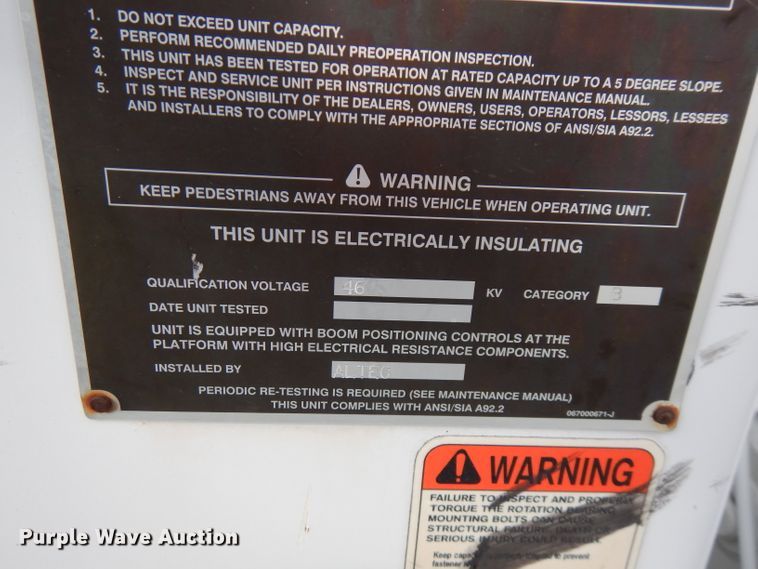 1. DO NOT EXCEED UNIT CAPACITY.
2. PERFORM RECOMMENDED DAILY PREOPERATION INSPECTION.
3. THIS UNIT HAS BEEN TESTED FOR OPERATION AT RATED CAPACITY UP TO A 5 DEGREE SLOPE.
4. INSPECT AND SERVICE UNIT PER INSTRUCTIONS GIVEN IN MAINTENANCE MANUAL.
5. IT IS THE RESPONSIBILITY OF THE DEALERS, OWNERS, USERS, OPERATORS, LESSORS, LESSEES
AND INSTALLERS TO COMPLY WITH THE APPROPRIATE SECTIONS OF ANSI/SIA A92.2.
WARNING
KEEP PEDESTRIANS AWAY FROM THIS VEHICLE WHEN OPERATING UNIT.
THIS UNIT IS ELECTRICALLY INSULATING
QUALIFICATION VOLTAGE 46 KV CATEGORY 3
DATE UNIT TESTED
UNIT IS EQUIPPED WITH BOOM POSITIONING CONTROLS AT THE
PLATFORM WITH HIGH ELECTRICAL RESISTANCE COMPONENTS.
INSTALLED BY ALTEC
PERIODIC RE-TESTING IS REQUIRED (SEE MAINTENANCE MANUAL)
THIS UNIT COMPLIES WITH ANSI/SIA A92.2
067000671-J
WARNING
FAILURE TO INSPECT AND PROPERLY
TORQUE THE ROTATION BEARING
MOUNTING BOLTS CAN CAUSE
STRUCTURAL FAILURE. DEATH OR
SERIOUS INJURY COULD RESULT.
Keep to prevent
fastener
Purple Wave Auction